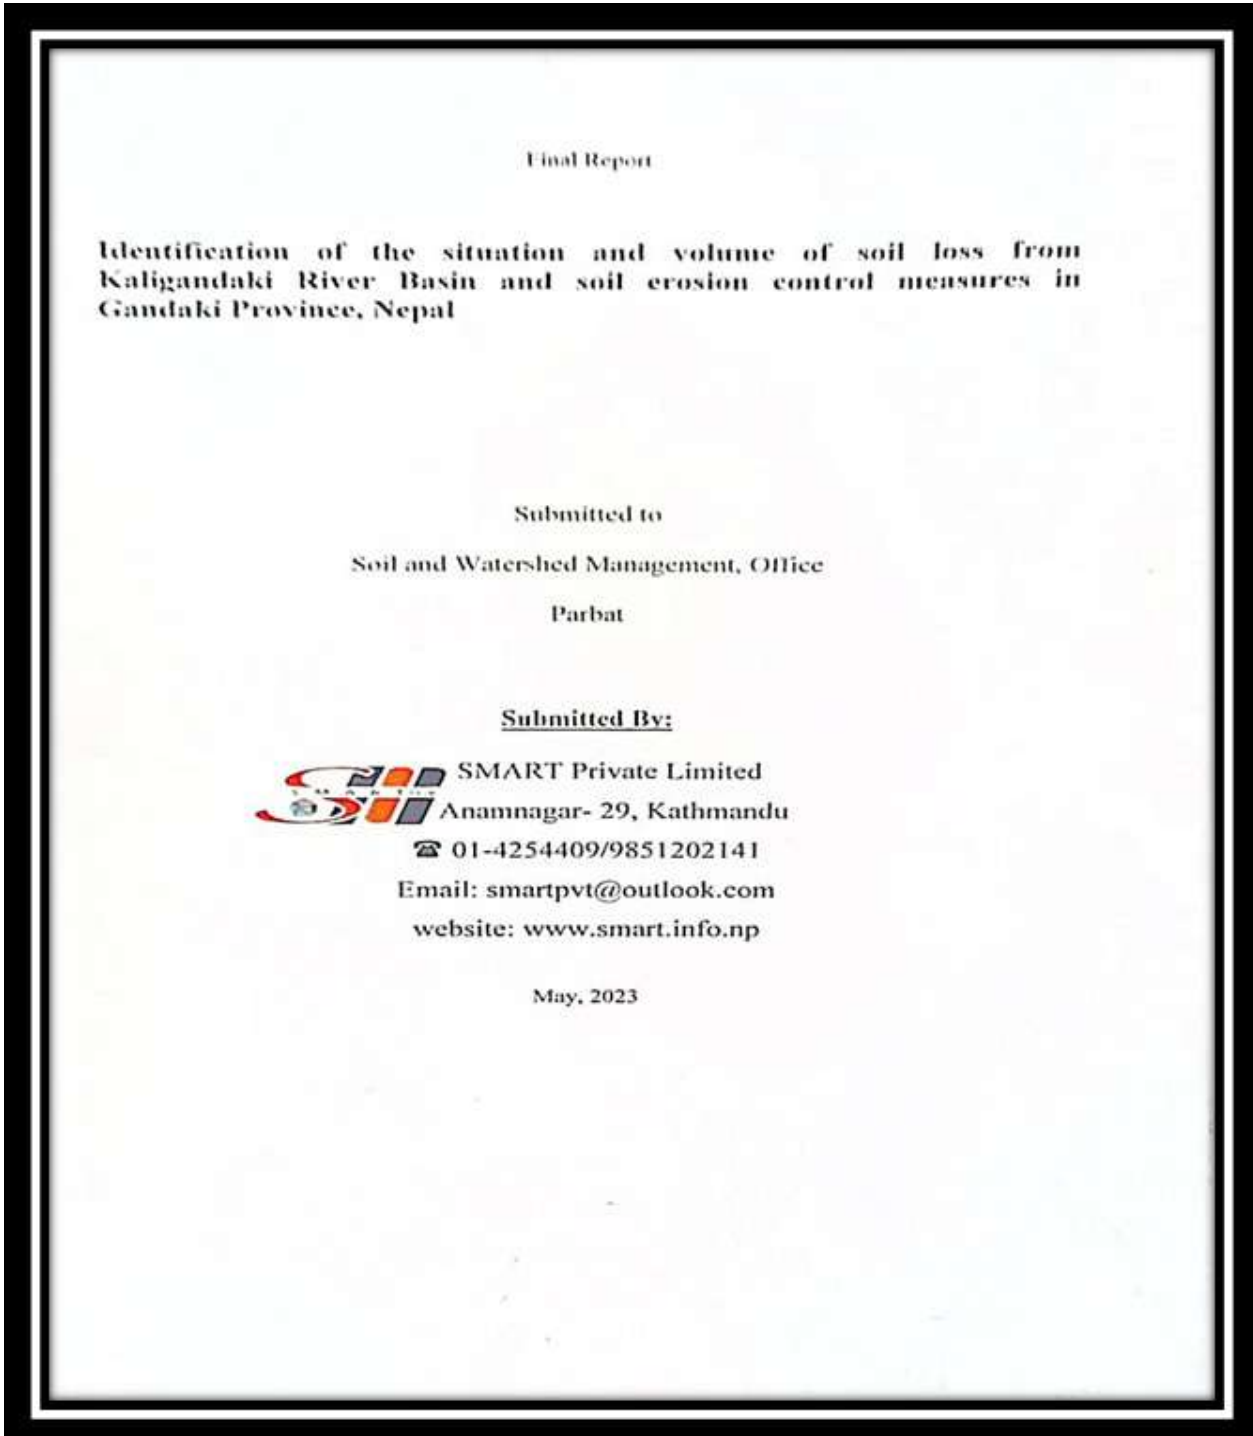 Final Report
Identification of the situation and volume of soil loss from
Kaligandaki River Basin and soil erosion control measures in
Gandaki Province, Nepal
Submitted to
Soil and Watershed Management, Office
Parbat
Submitted By:
SMART Private Limited
Anamnagar- 29, Kathmandu
☎ 01-4254409/9851202141
Email: smartpvt@outlook.com
website: www.smart.info.np
May, 2023